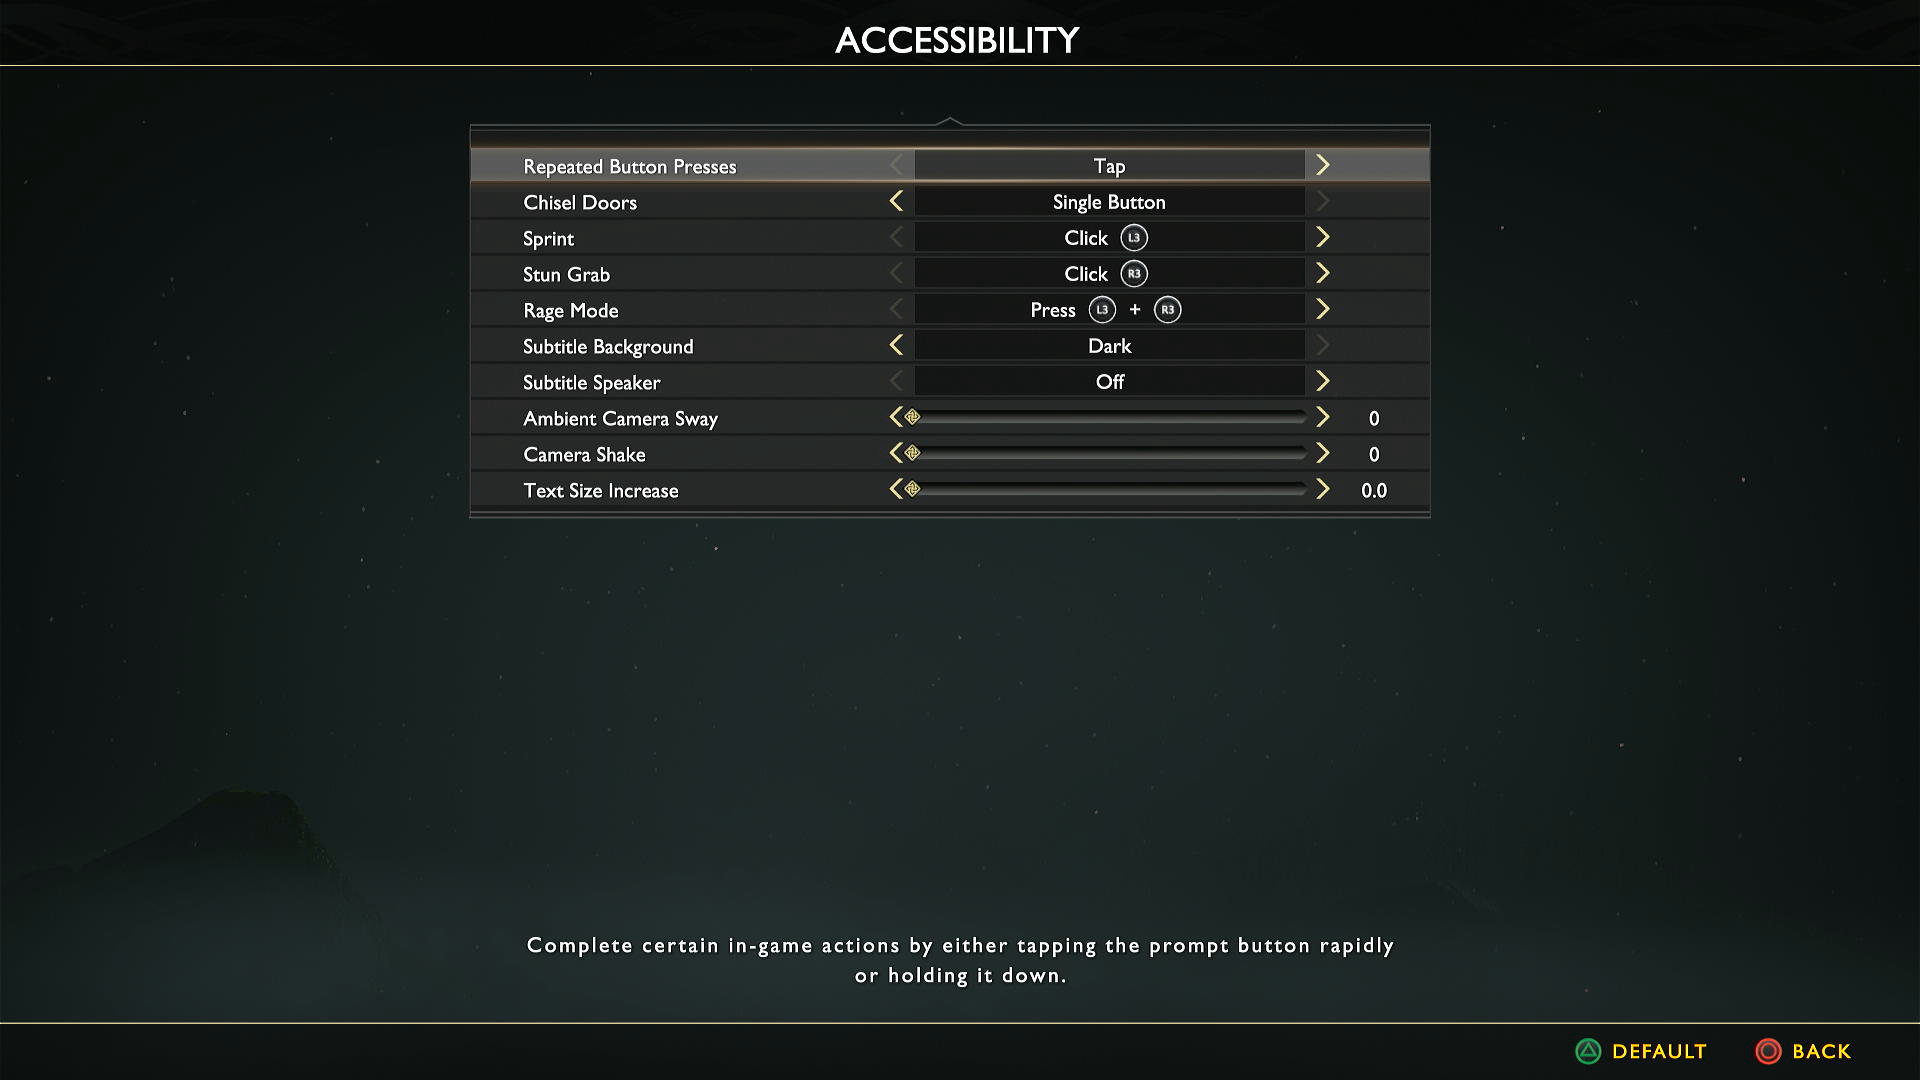 ACCESSIBILITY
Repeated Button Presses Tap
Chisel Doors Single Button
Sprint Click L3
Stun Grab Click R3
Rage Mode Press L3 + R3
Subtitle Background Dark
Subtitle Speaker Off
Ambient Camera Sway 0
Camera Shake 0
Text Size Increase 0.0
Complete certain in-game actions by either tapping the prompt button rapidly
or holding it down.
DEFAULT BACK